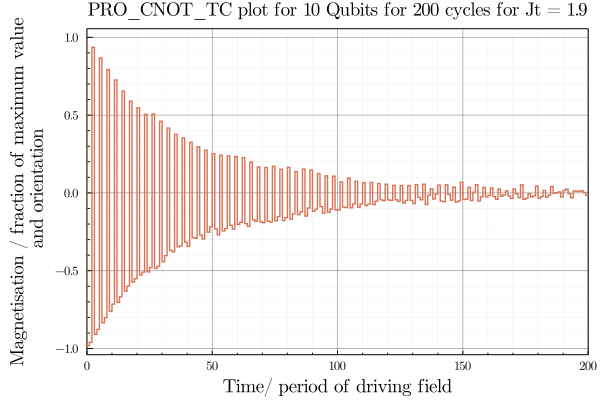 PRO_CNOT_TC plot for 10 Qubits for 200 cycles for Jt = 1.9
Magnetisation / fraction of maximum value
and orientation
1.0
0.5
0.0
−0.5
−1.0
0 50 100 150 200
Time/ period of driving field